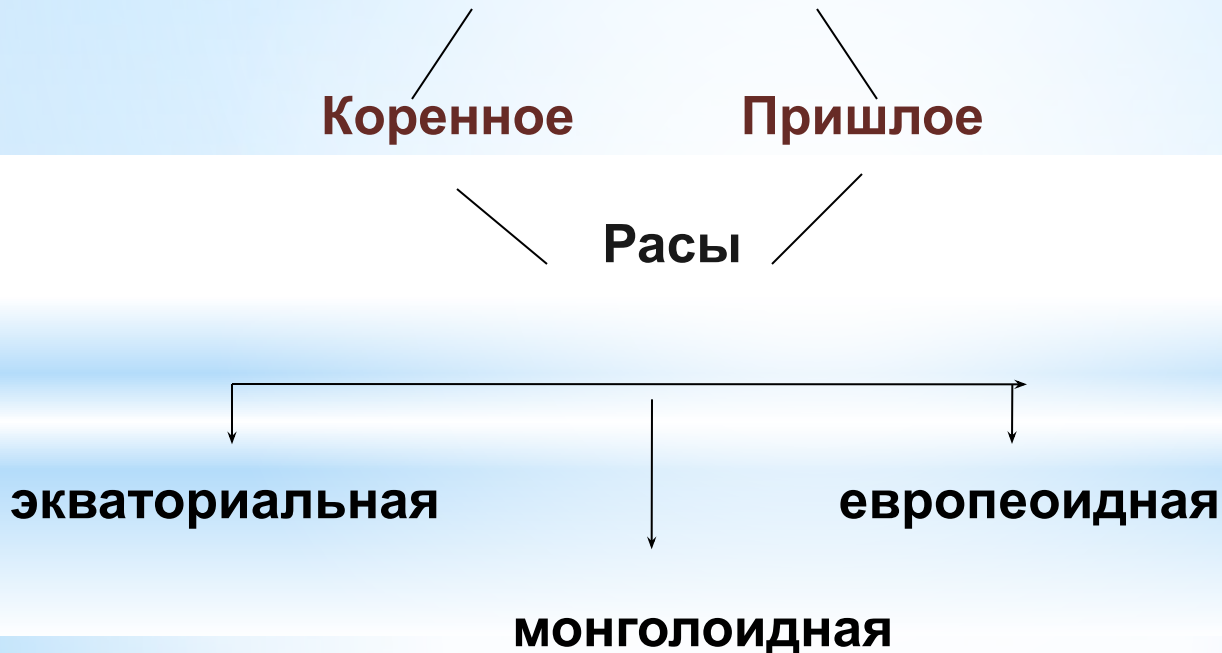 Коренное Пришлое
Расы
экваториальная европеоидная
монголоидная